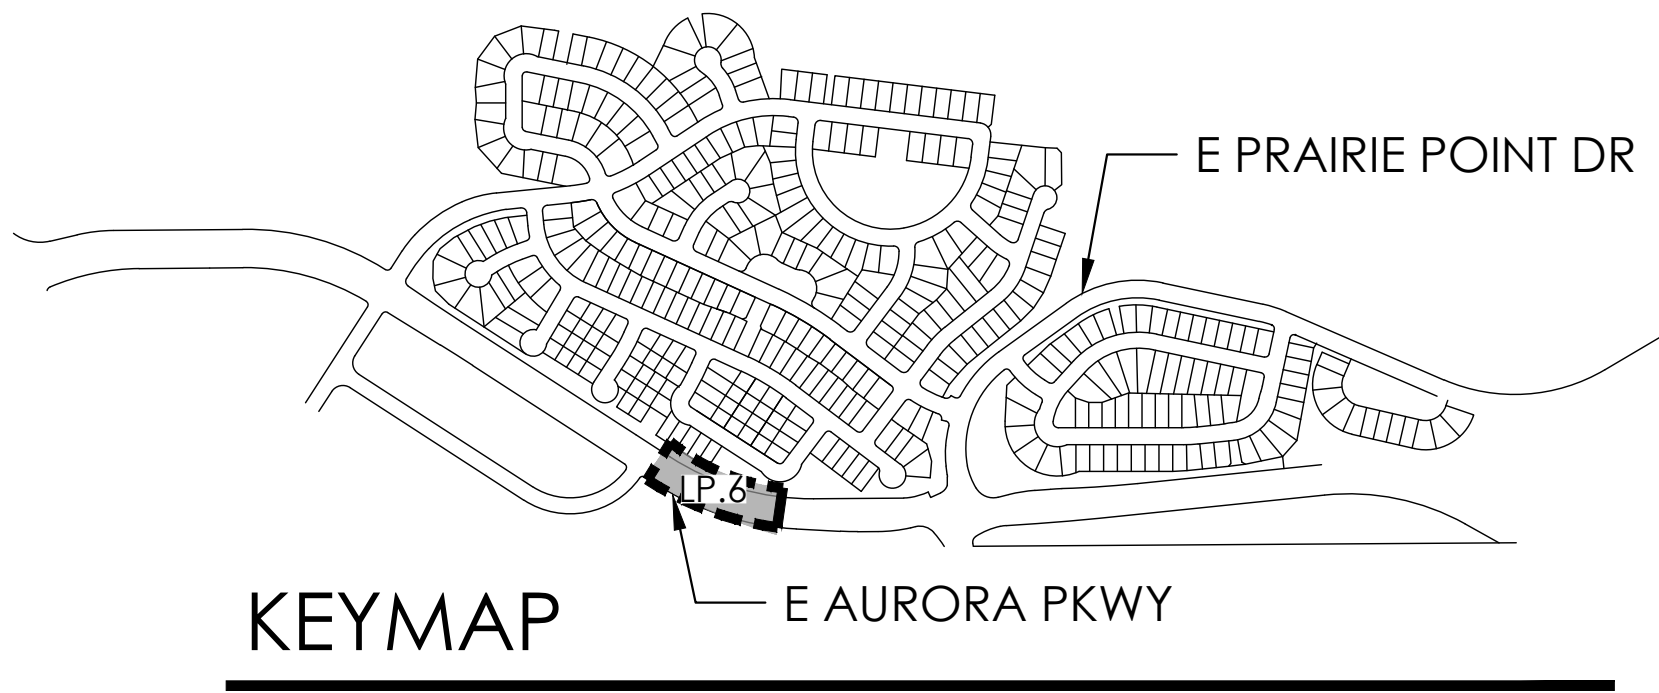 E PRAIRIE POINT DR
LP.6
E AURORA PKWY
KEYMAP